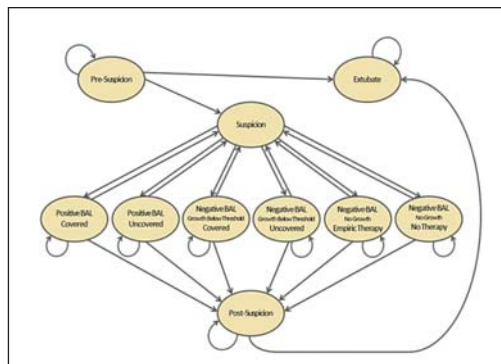 Pre-Suspicion
Extubate
Suspicion
Positive BAL
Covered
Positive BAL
Uncovered
Negative BAL
Growth Below Threshold
Covered
Negative BAL
Growth Below Threshold
Uncovered
Negative BAL
No Growth
Empiric Therapy
Negative BAL
No Growth
No Therapy
Post-Suspicion